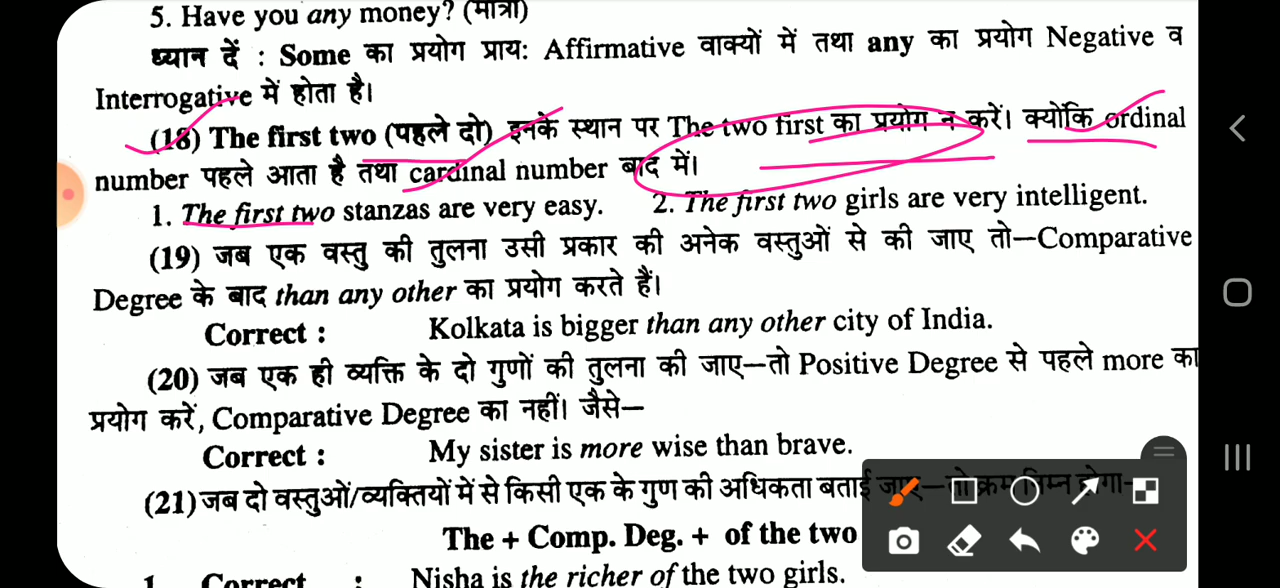 5. Have you any money? (मात्रा)
ध्यान दें : Some का प्रयोग प्राय: Affirmative वाक्यों में तथा any का प्रयोग Negative व
Interrogative में होता है।
(18) The first two (पहले दो) इनके स्थान पर The two first का प्रयोग न करें। क्योंकि ordinal
number पहले आता है तथा cardinal number बाद में।
1. The first two stanzas are very easy. 2. The first two girls are very intelligent.
(19) जब एक वस्तु की तुलना उसी प्रकार की अनेक वस्तुओं से की जाए तो—Comparative
Degree के बाद than any other का प्रयोग करते हैं।
Correct : Kolkata is bigger than any other city of India.
(20) जब एक ही व्यक्ति के दो गुणों की तुलना की जाए—तो Positive Degree से पहले more का
प्रयोग करें, Comparative Degree का नहीं। जैसे—
Correct : My sister is more wise than brave.
(21) जब दो वस्तुओं/व्यक्तियों में से किसी एक के गुण की अधिकता बताई जाए—तो क्रम निम्न होगा—
The + Comp. Deg. + of the two
1. Correct : Nisha is the richer of the two girls.